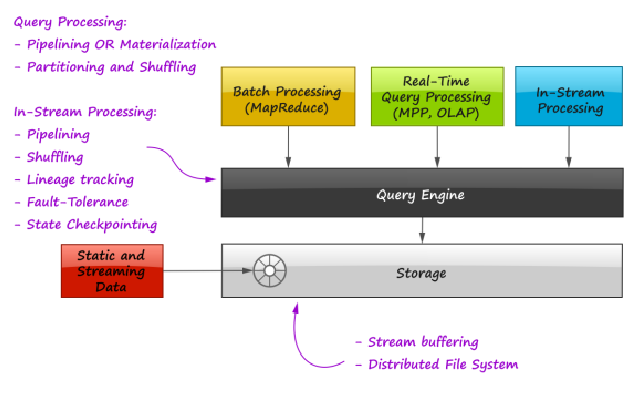 Query Processing:
- Pipelining OR Materialization
- Partitioning and Shuffling
In-Stream Processing:
- Pipelining
- Shuffling
- Lineage tracking
- Fault-Tolerance
- State Checkpointing
Batch Processing
(MapReduce)
Real-Time
Query Processing
(MPP, OLAP)
In-Stream
Processing
Query Engine
Static and
Streaming
Data
Storage
- Stream buffering
- Distributed File System